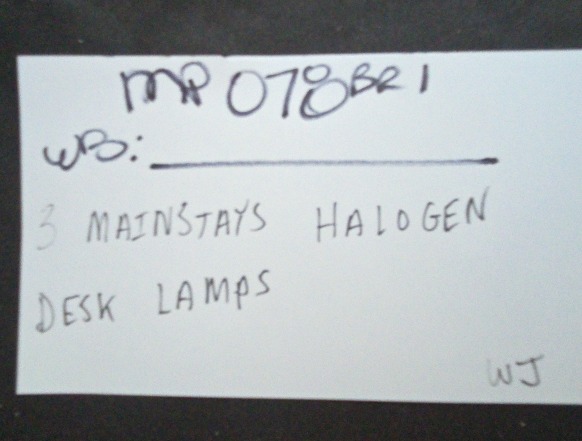 MP 078BR1
WB:
3 MAINSTAYS HALOGEN
DESK LAMPS
WJ